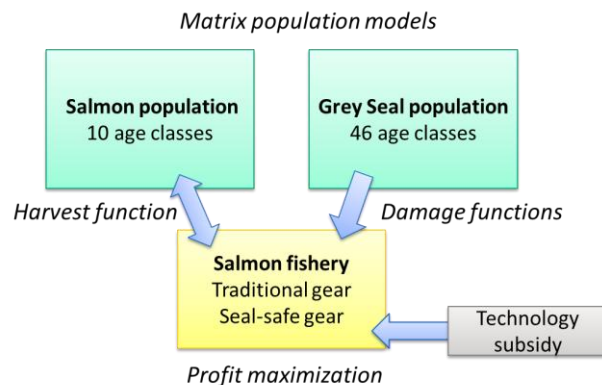 Matrix population models
Salmon population
10 age classes
Grey Seal population
46 age classes
Harvest function
Damage functions
Salmon fishery
Traditional gear
Seal-safe gear
Technology
subsidy
Profit maximization